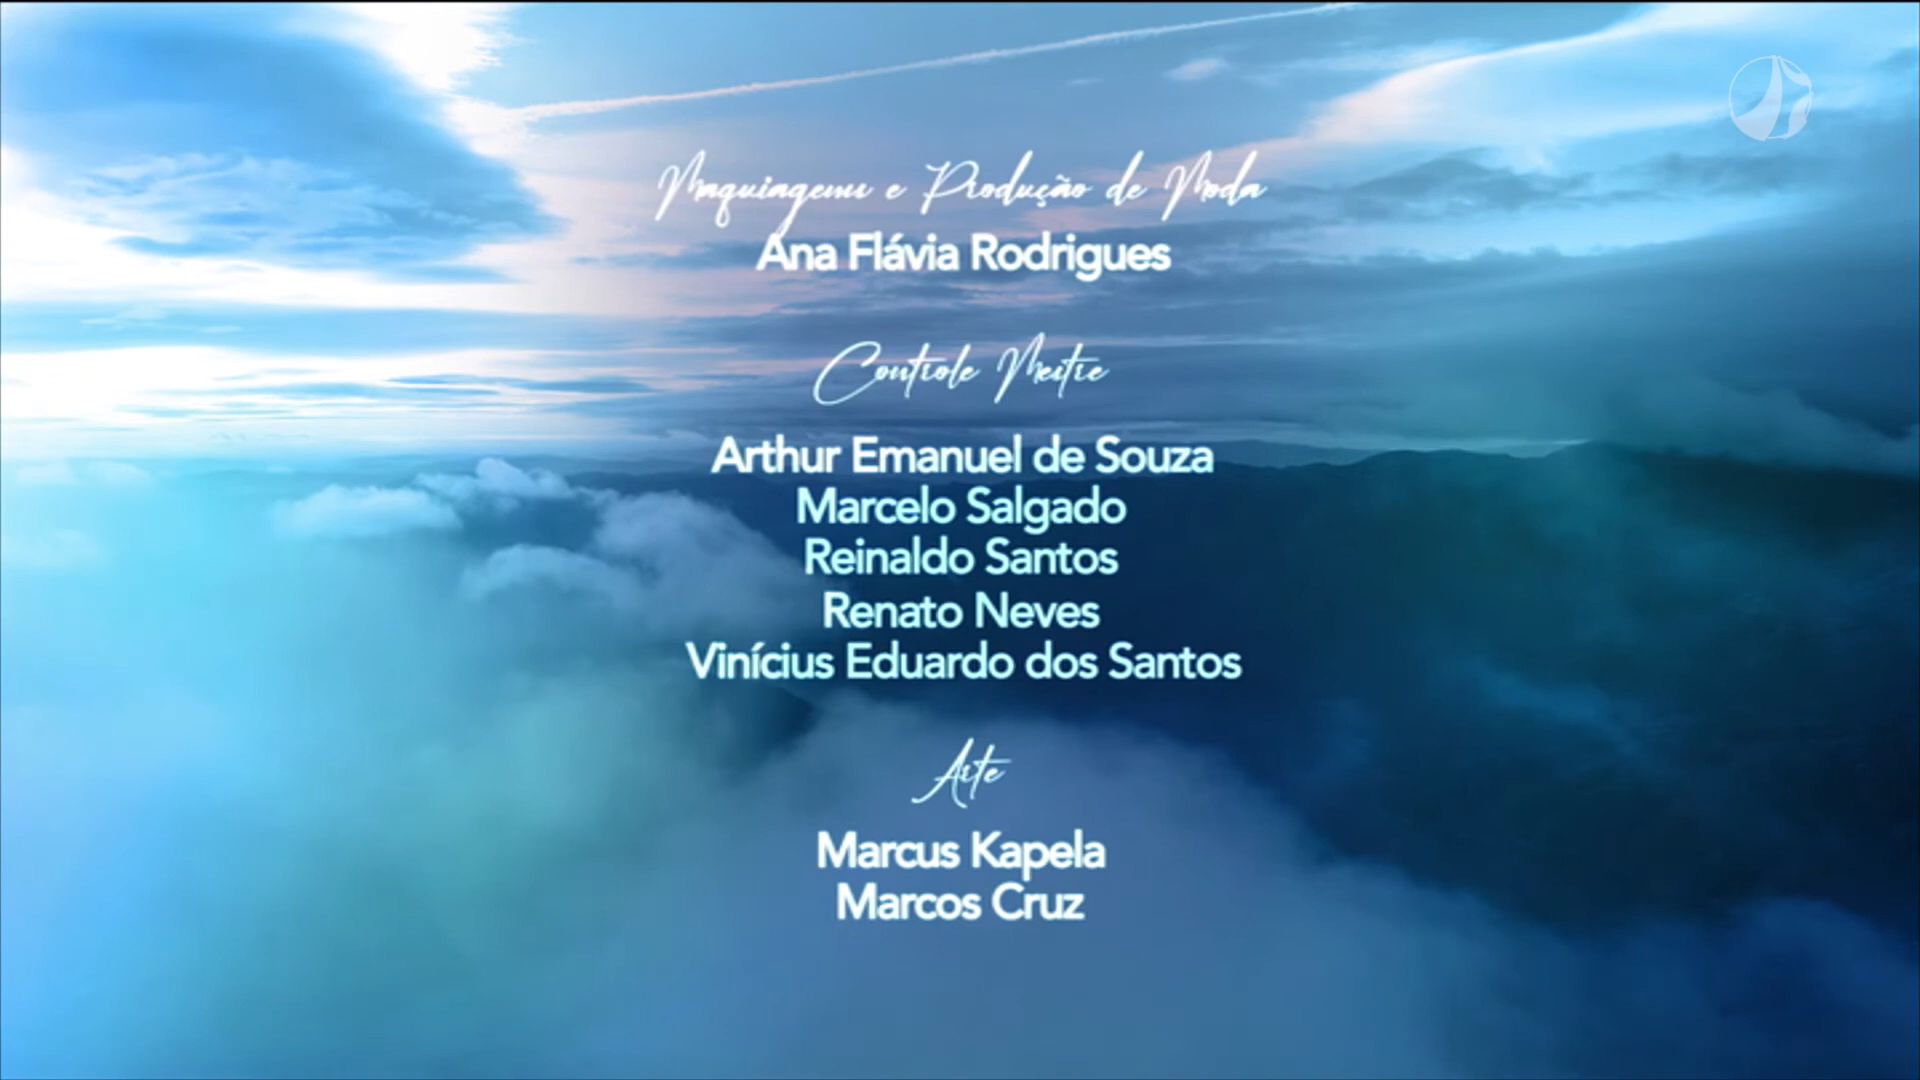 Maquiagem e Produção de Moda
Ana Flávia Rodrigues
Controle Mestre
Arthur Emanuel de Souza
Marcelo Salgado
Reinaldo Santos
Renato Neves
Vinícius Eduardo dos Santos
Arte
Marcus Kapela
Marcos Cruz